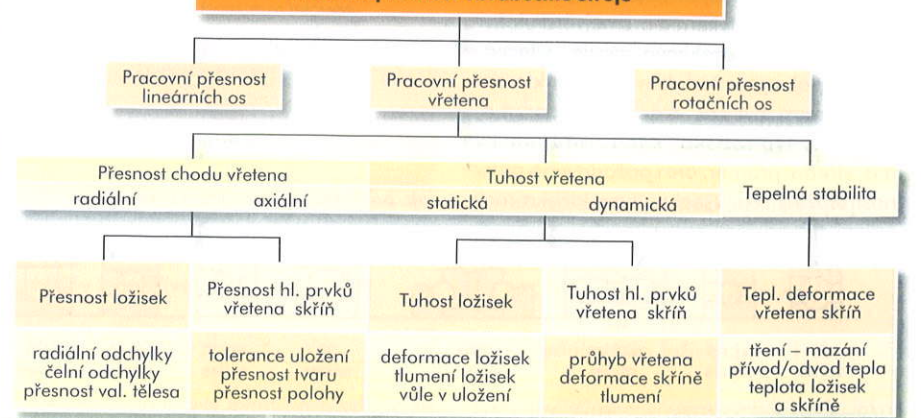 Pracovní přesnost
lineárních os
Pracovní přesnost
vřetena
Pracovní přesnost
rotačních os
Přesnost chodu vřetena
radiální axiální
Tuhost vřetena
statická dynamická
Tepelná stabilita
Přesnost ložisek
Přesnost hl. prvků
vřetena skříň
Tuhost ložisek
Tuhost hl. prvků
vřetena skříň
Tepl. deformace
vřetena skříň
radiální odchylky
čelní odchylky
přesnost val. tělesa
tolerance uložení
přesnost tvaru
přesnost polohy
deformace ložisek
tlumení ložisek
vůle v uložení
průhyb vřetena
deformace skříně
tlumení
tření – mazání
přívod/odvod tepla
teplota ložisek
a skříně